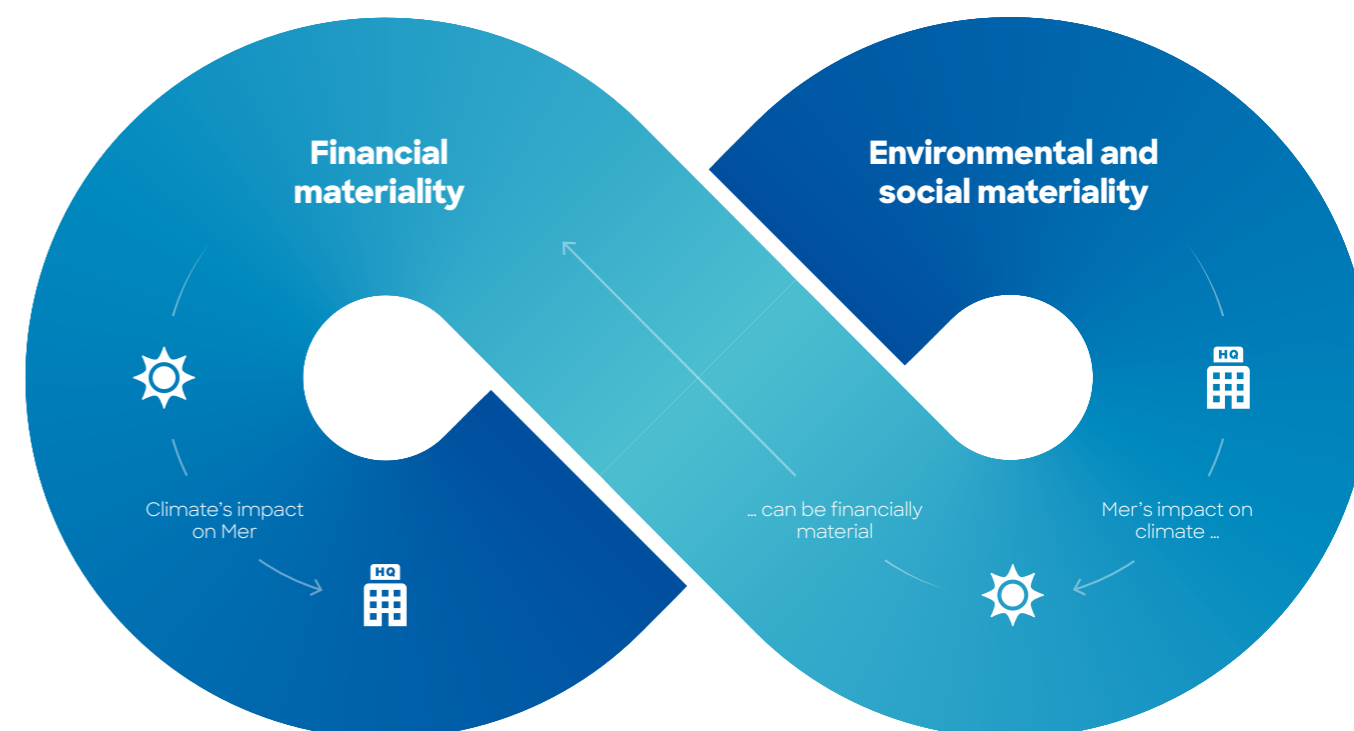 Financial
materiality
Environmental and
social materiality
HQ
Climate’s impact
on Mer
HQ
... can be financially
material
Mer’s impact on
climate ...